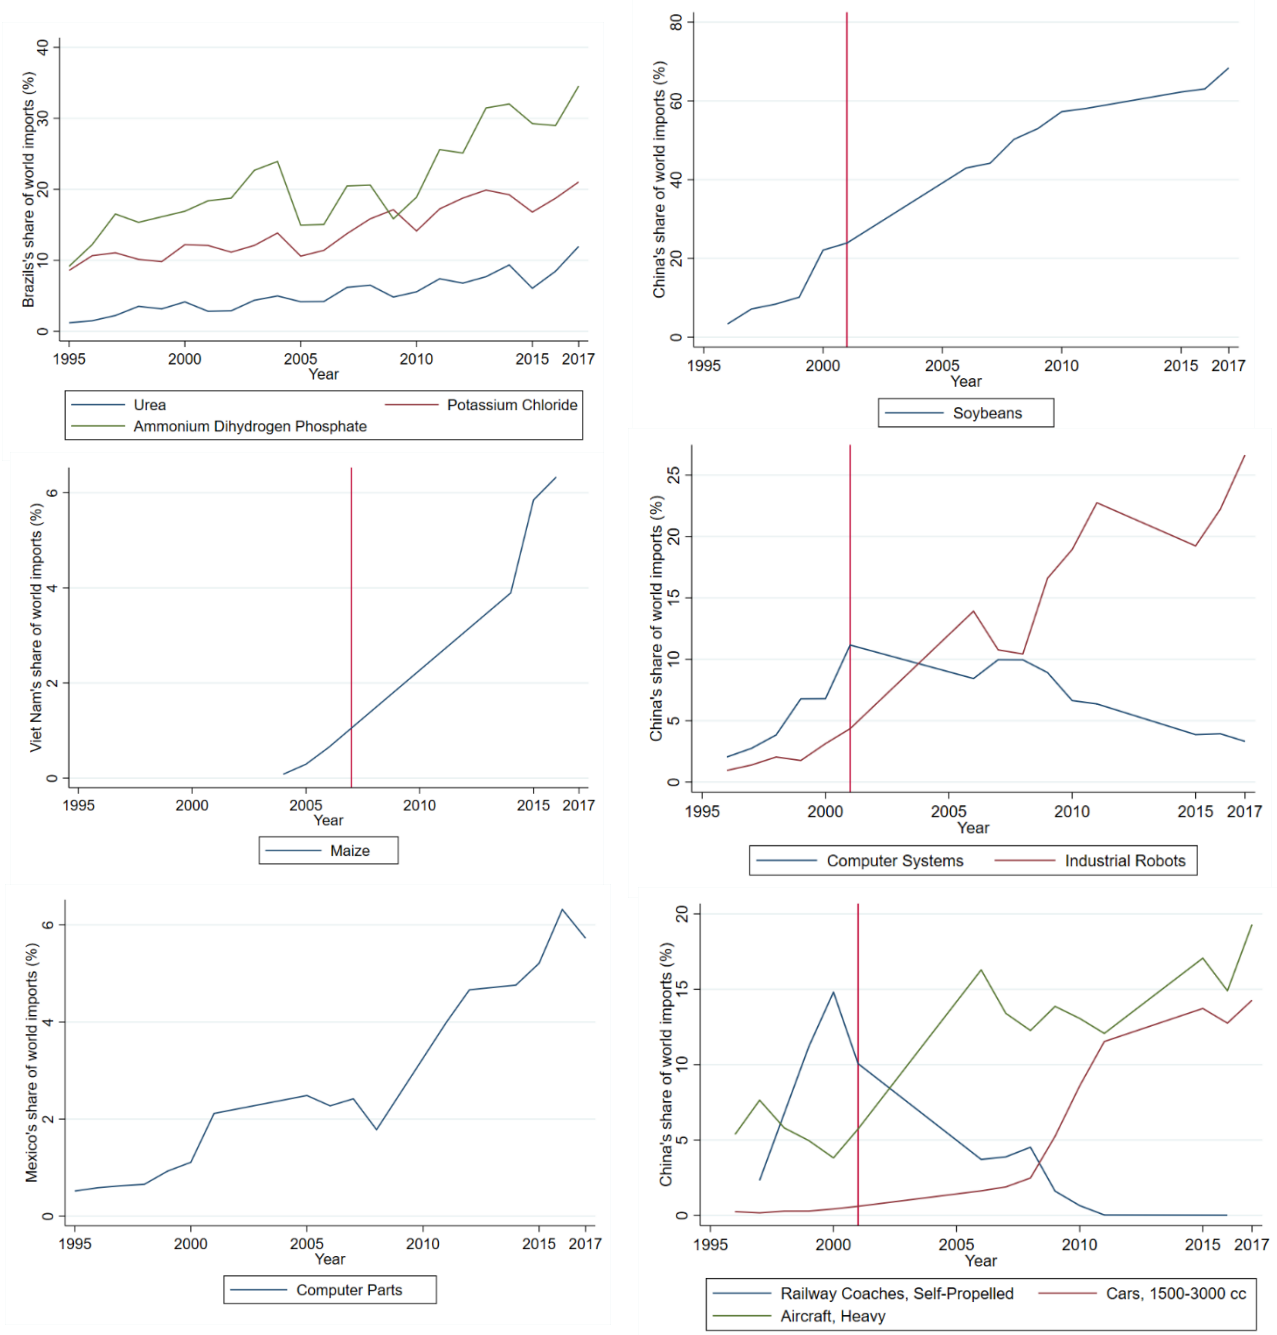 Brazils's share of world imports (%)
40
30
20
10
0
1995 2000 2005 2010 2015 2017
Year
Urea Potassium Chloride
Ammonium Dihydrogen Phosphate
China's share of world imports (%)
80
60
40
20
0
1995 2000 2005 2010 2015 2017
Year
Soybeans
Viet Nam's share of world imports (%)
6
4
2
0
1995 2000 2005 2010 2015 2017
Year
Maize
China's share of world imports (%)
25
20
15
10
5
0
1995 2000 2005 2010 2015 2017
Year
Computer Systems Industrial Robots
Mexico's share of world imports (%)
6
4
2
0
1995 2000 2005 2010 2015 2017
Year
Computer Parts
China's share of world imports (%)
20
15
10
5
0
1995 2000 2005 2010 2015 2017
Year
Railway Coaches, Self-Propelled Cars, 1500-3000 cc
Aircraft, Heavy